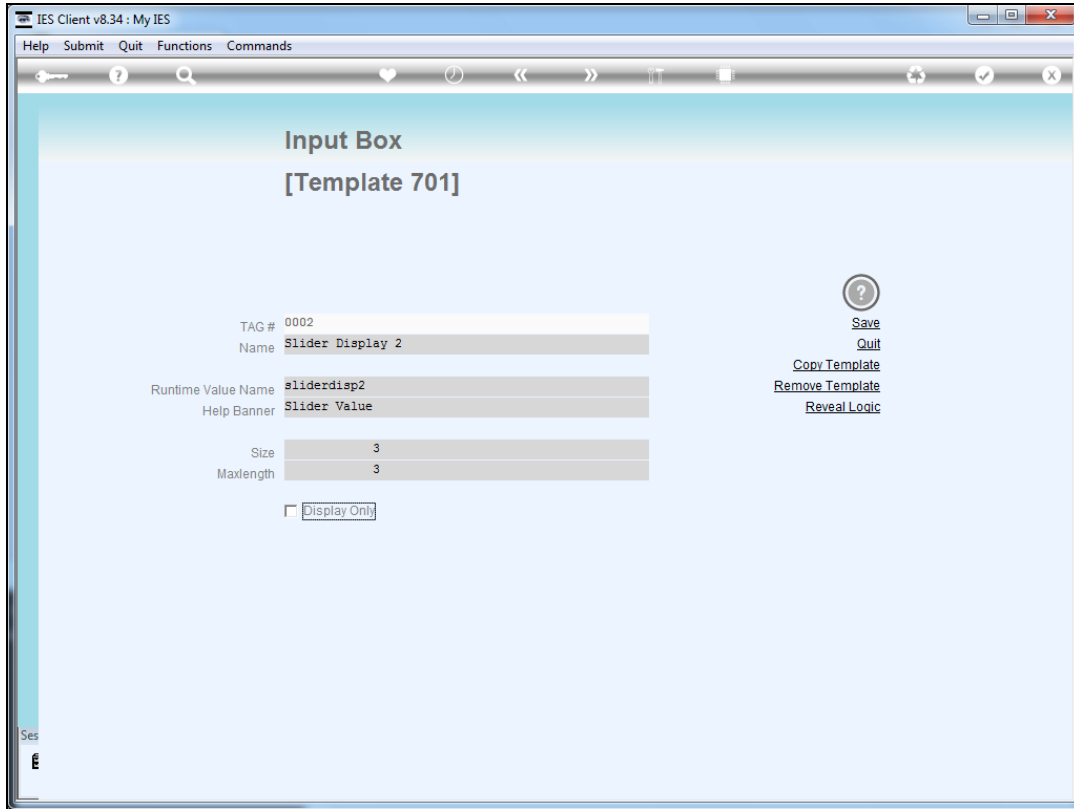 IES Client v8.34 : My IES
Help Submit Quit Functions Commands
Input Box
[Template 701]
TAG # 0002
Save
Name Slider Display 2
Quit
Copy Template
Runtime Value Name sliderdisp2
Remove Template
Help Banner Slider Value
Reveal Logic
Size 3
Maxlength 3
Display Only
Ses